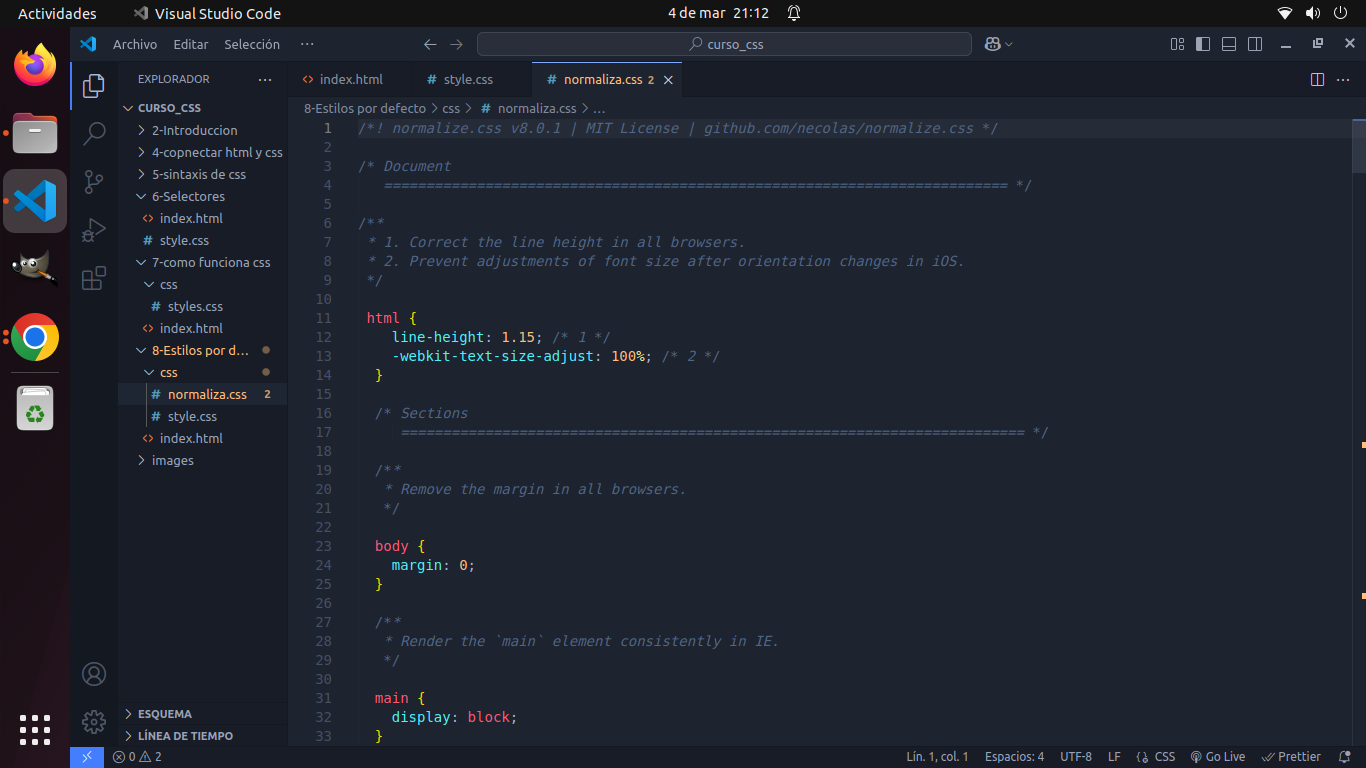 Actividades
Visual Studio Code
4 de mar 21:12
Archivo Editar Selección ···
curso_css
EXPLORADOR ···
CURSO_CSS
2-Introduccion
4-copnectar html y css
5-sintaxis de css
6-Selectores
index.html
# style.css
7-como funciona css
css
# styles.css
index.html
8-Estilos por d...
css
# normaliza.css 2
# style.css
index.html
images
ESQUEMA
LÍNEA DE TIEMPO
index.html
# style.css
# normaliza.css 2
8-Estilos por defecto > css > # normaliza.css > ...
1 /*! normalize.css v8.0.1 | MIT License | github.com/necolas/normalize.css */
2
3 /* Document
4 ========================================================================== */
5
6 /**
7 * 1. Correct the line height in all browsers.
8 * 2. Prevent adjustments of font size after orientation changes in iOS.
9 */
10
11 html {
12 line-height: 1.15; /* 1 */
13 -webkit-text-size-adjust: 100%; /* 2 */
14 }
15
16 /* Sections
17 ========================================================================== */
18
19 /**
20 * Remove the margin in all browsers.
21 */
22
23 body {
24 margin: 0;
25 }
26
27 /**
28 * Render the `main` element consistently in IE.
29 */
30
31 main {
32 display: block;
33 }
0 2
Lín. 1, col. 1 Espacios: 4 UTF-8 LF {} CSS Go Live Prettier